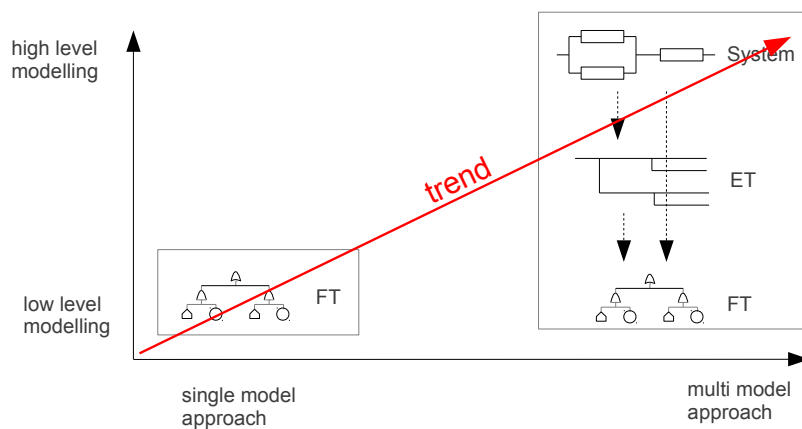 high level
modelling
System
trend
ET
FT
low level
modelling
FT
single model
approach
multi model
approach